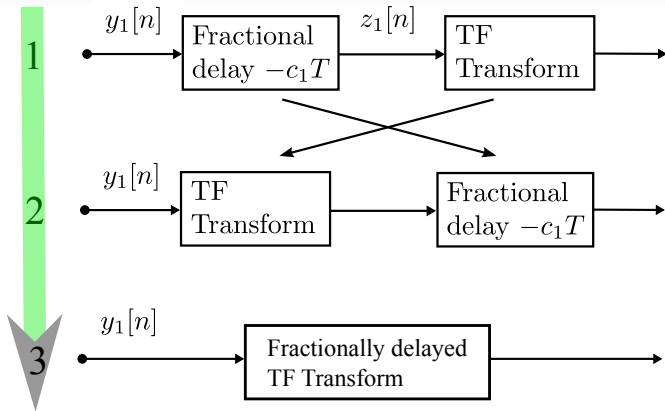 y₁[n]
z₁[n]
1
Fractional
delay −c₁T
TF
Transform
y₁[n]
2
TF
Transform
Fractional
delay −c₁T
y₁[n]
3
Fractionally delayed
TF Transform